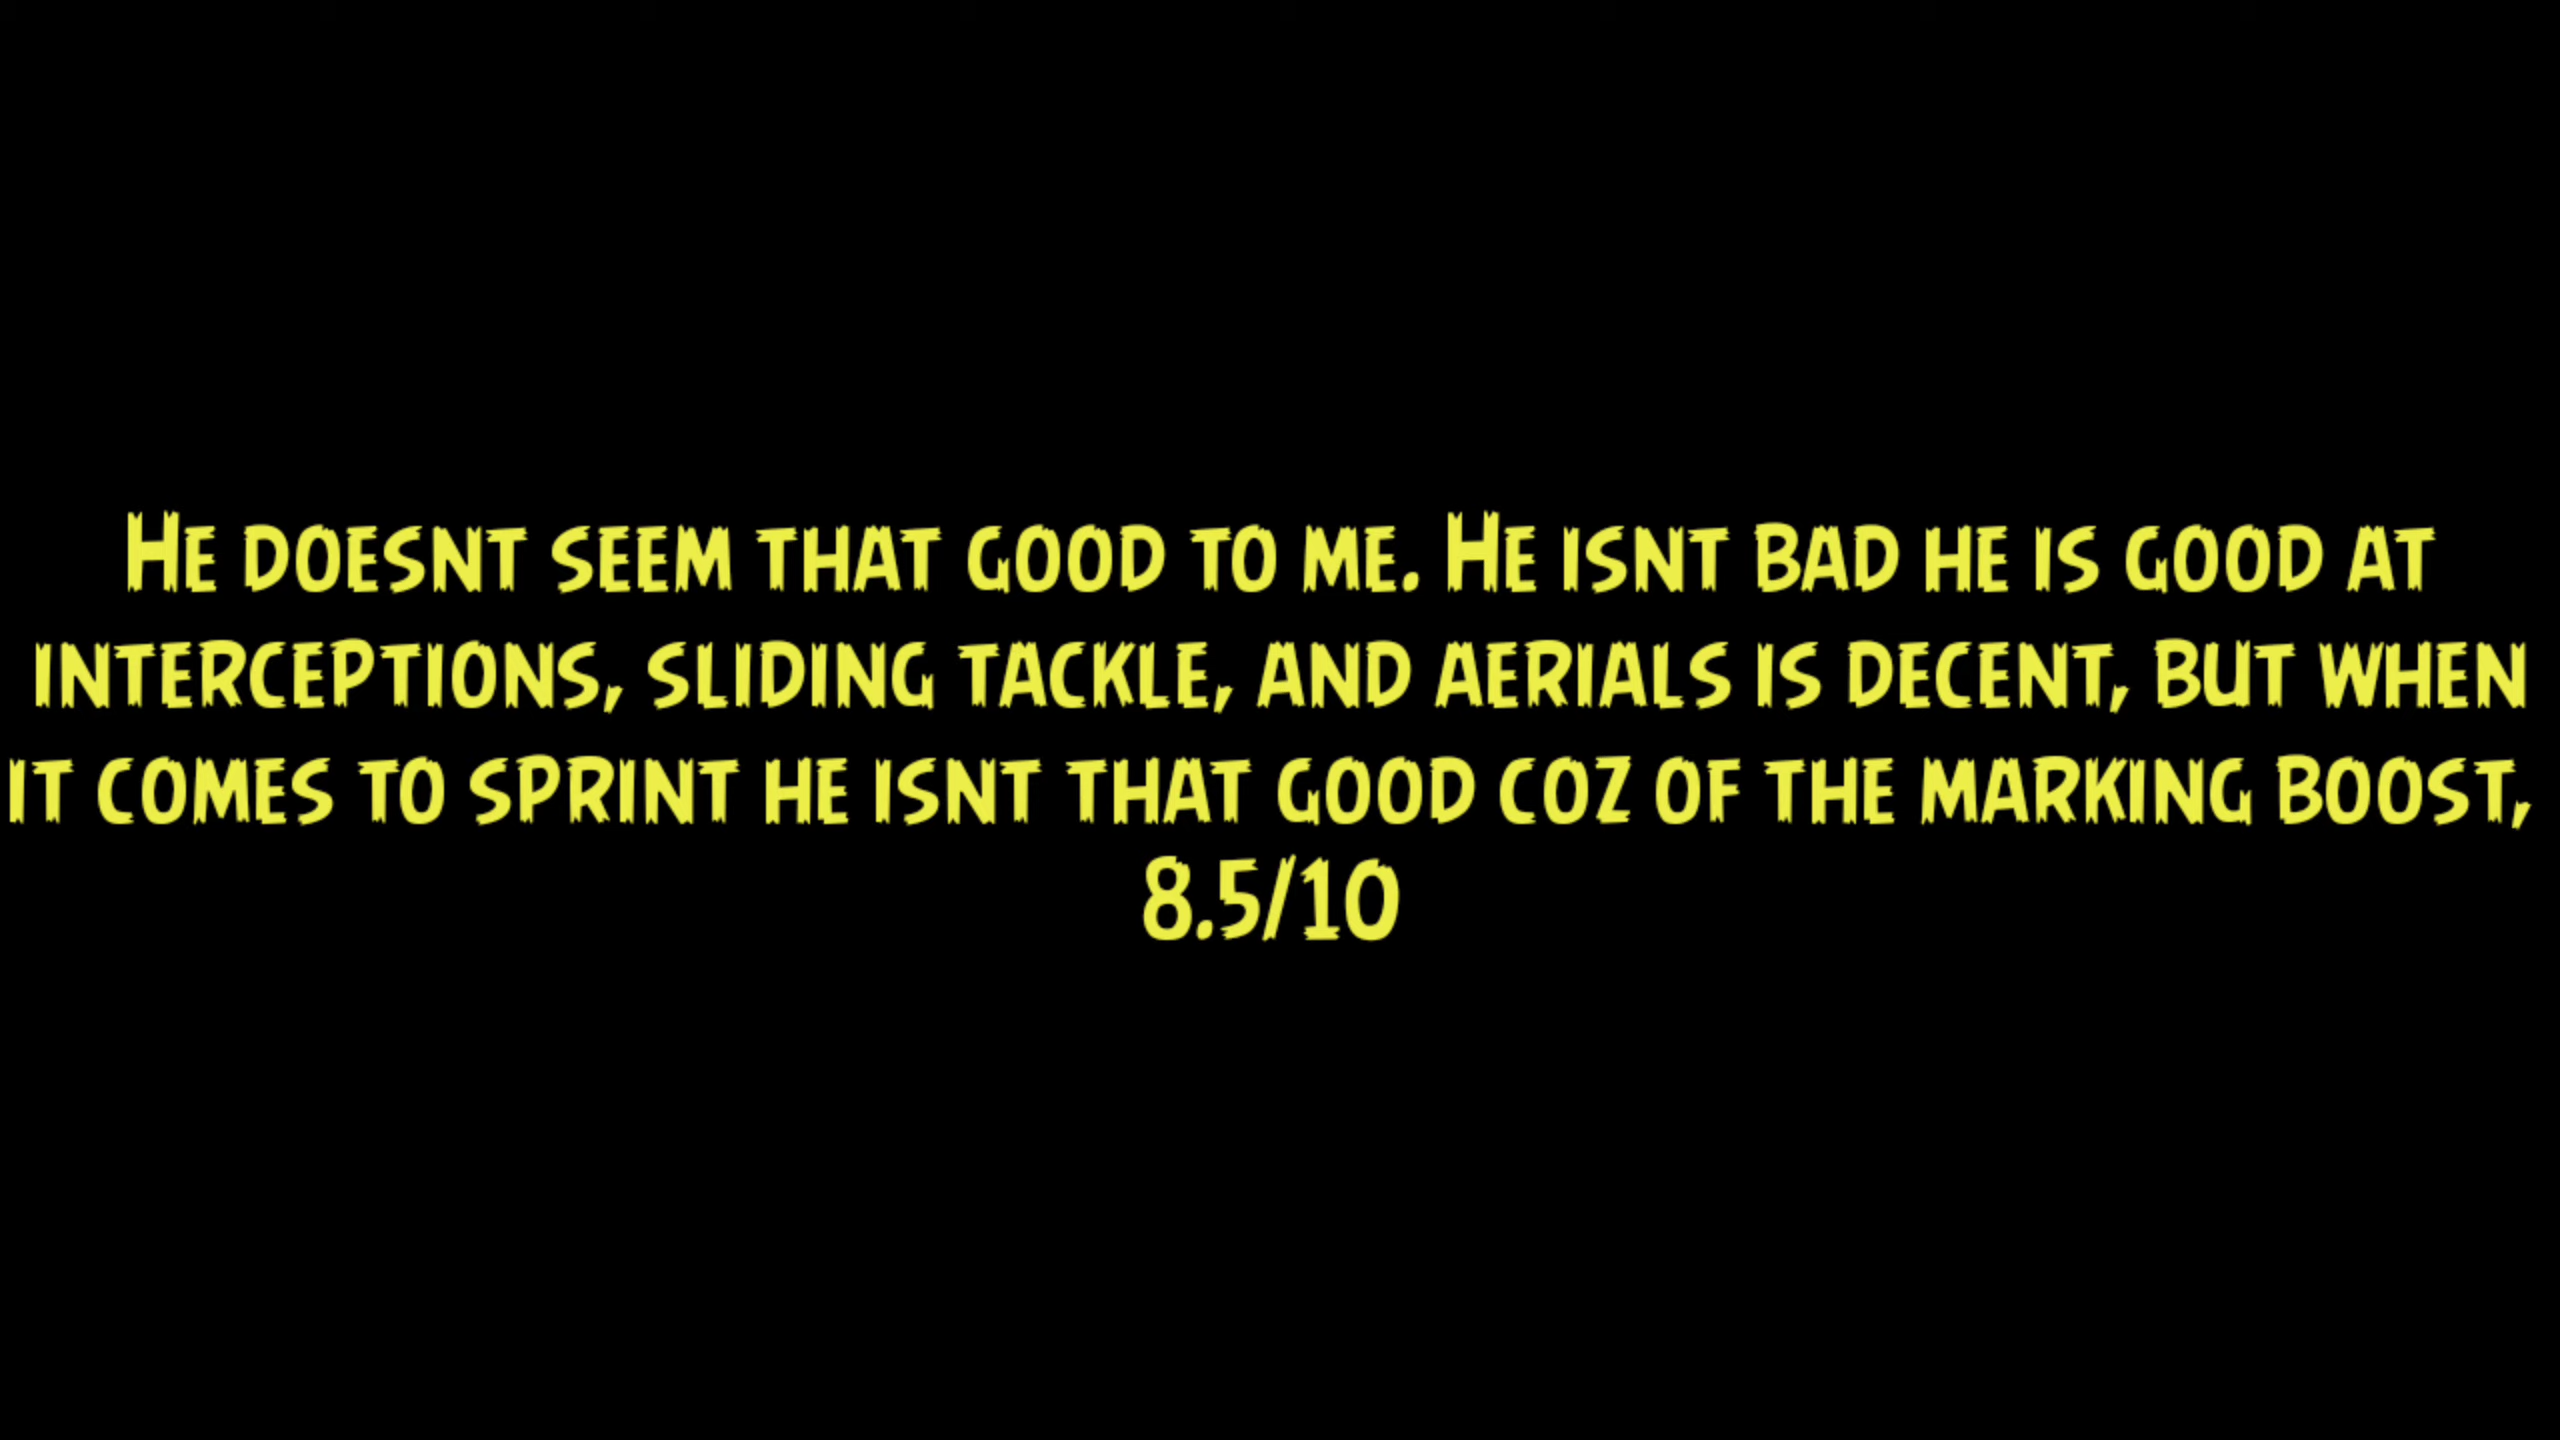 He doesnt seem that good to me. He isnt bad he is good at
interceptions, sliding tackle, and aerials is decent, but when
it comes to sprint he isnt that good coz of the marking boost,
8.5/10